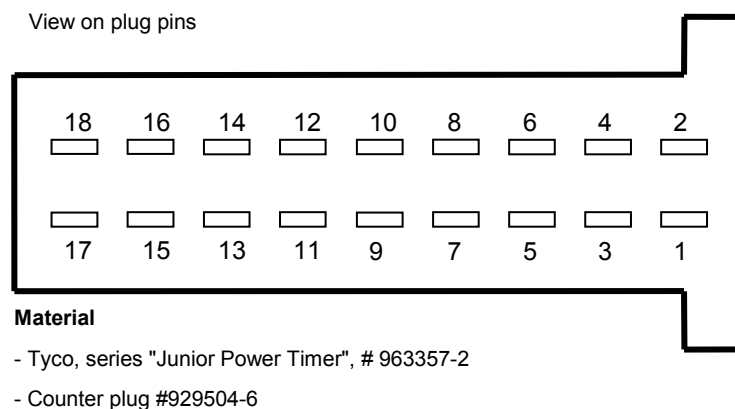 View on plug pins
18 16 14 12 10 8 6 4 2
17 15 13 11 9 7 5 3 1
Material
- Tyco, series "Junior Power Timer", # 963357-2
- Counter plug #929504-6